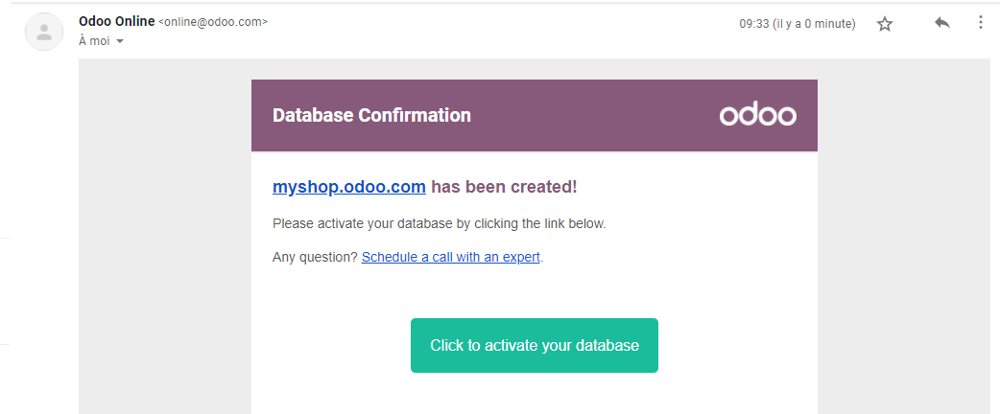 Odoo Online <online@odoo.com>
09:33 (il y a 0 minute)
À moi
Database Confirmation
odoo
myshop.odoo.com has been created!
Please activate your database by clicking the link below.
Any question? Schedule a call with an expert.
Click to activate your database